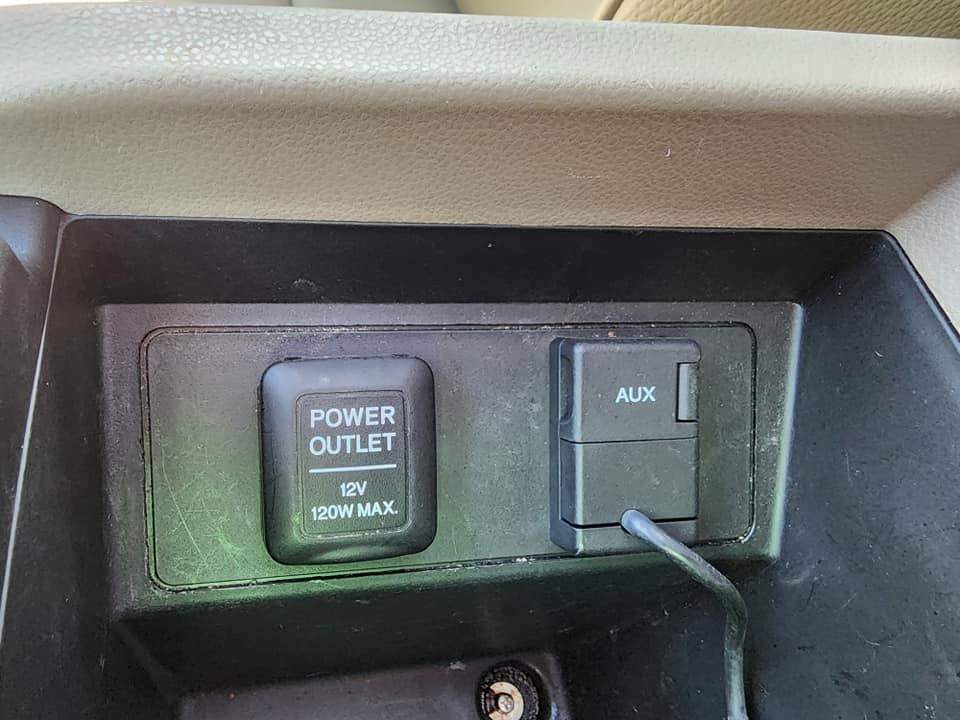 POWER
OUTLET
12V
120W MAX.
AUX